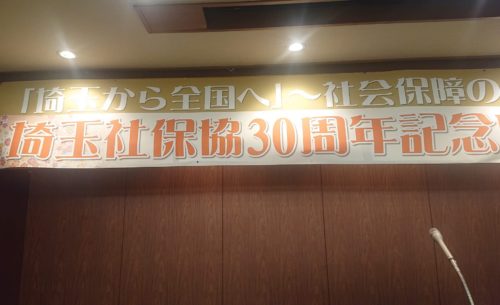 「埼玉から全国へ」～社会保障の
埼玉社保協30周年記念